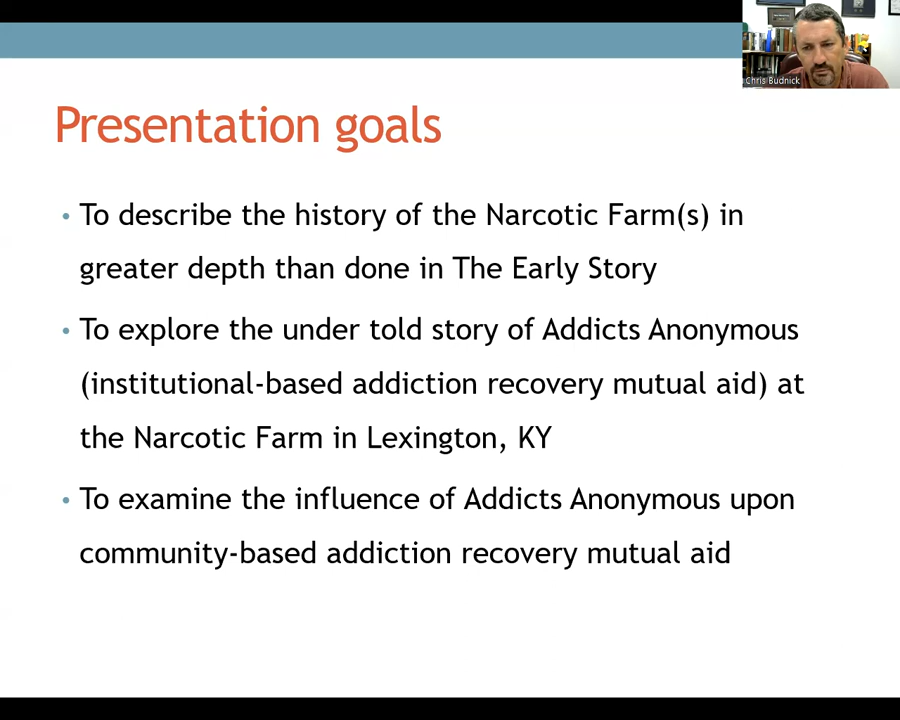 Chris Budnick
Presentation goals
• To describe the history of the Narcotic Farm(s) in
greater depth than done in The Early Story
• To explore the under told story of Addicts Anonymous
(institutional-based addiction recovery mutual aid) at
the Narcotic Farm in Lexington, KY
• To examine the influence of Addicts Anonymous upon
community-based addiction recovery mutual aid